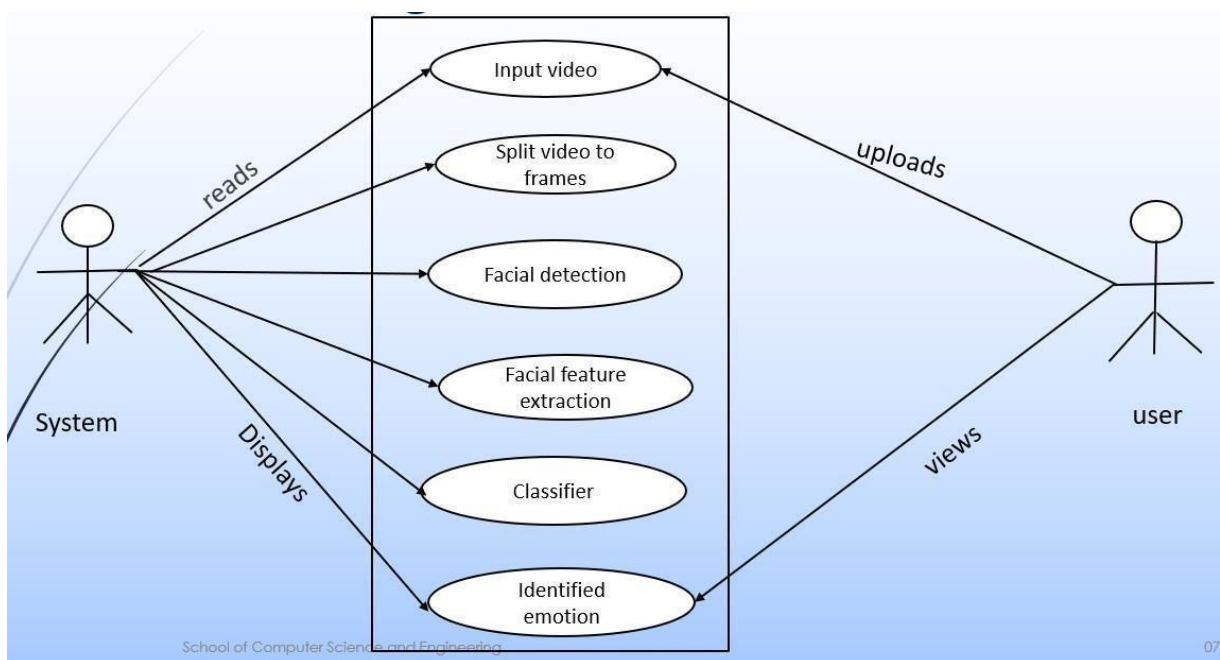 Input video
Split video to
frames
Facial detection
Facial feature
extraction
Classifier
Identified
emotion
reads
Displays
uploads
views
System
user
School of Computer Science and Engineering
07